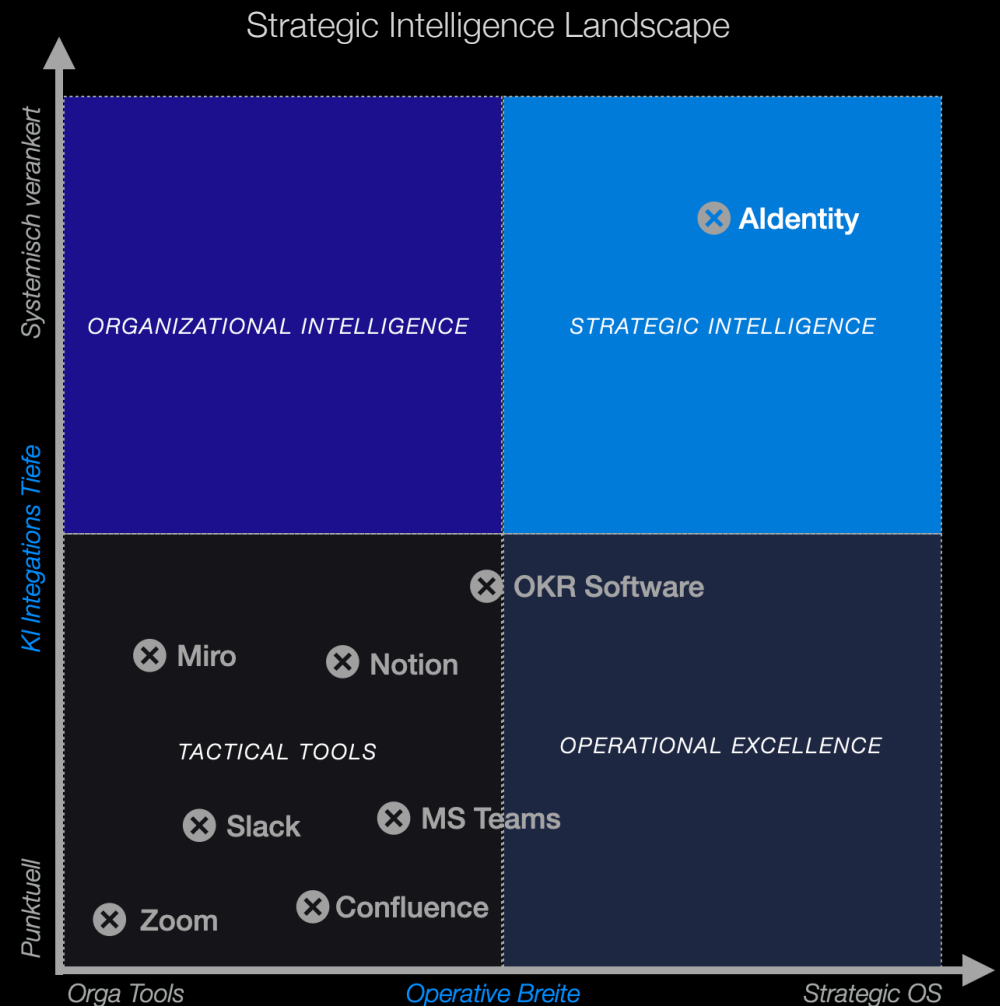 Strategic Intelligence Landscape
Systemisch verankert
AIdentity
ORGANIZATIONAL INTELLIGENCE
STRATEGIC INTELLIGENCE
KI Integations Tiefe
OKR Software
Miro
Notion
TACTICAL TOOLS
OPERATIONAL EXCELLENCE
Slack
MS Teams
Punktuell
Zoom
Confluence
Orga Tools
Operative Breite
Strategic OS